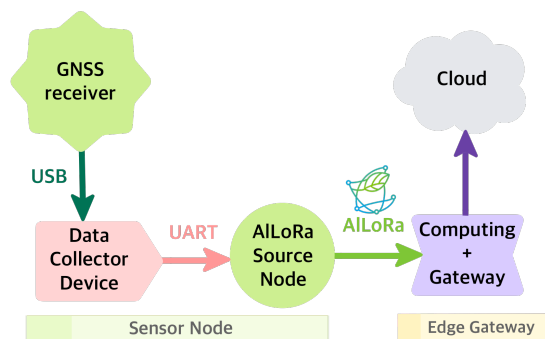 GNSS
receiver
Cloud
USB
Data
Collector
Device
UART
AlLoRa
Source
Node
AlLoRa
Computing
+
Gateway
Sensor Node
Edge Gateway